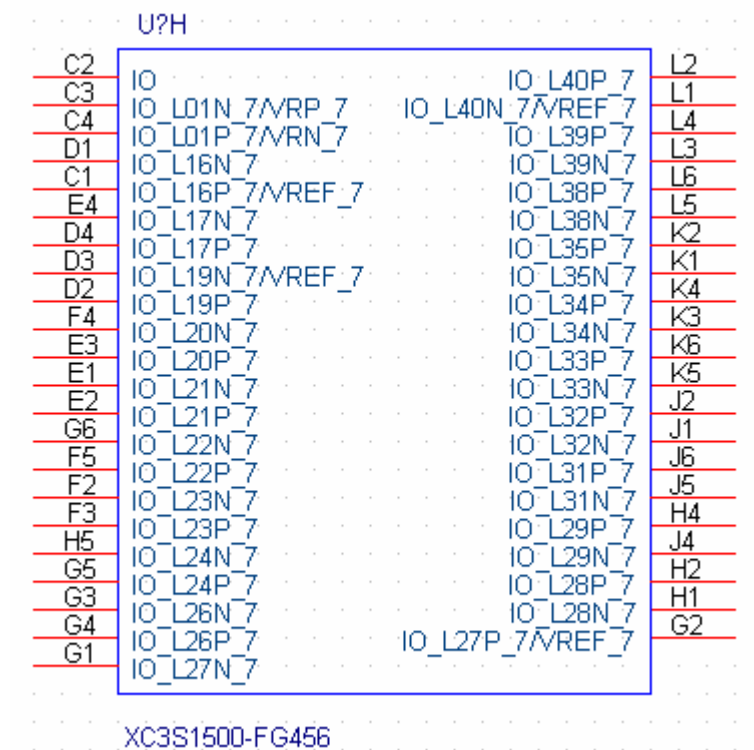 U?H
C2 IO IO_L40P_7 L2
C3 IO_L01N_7/VRP_7 IO_L40N_7/VREF_7 L1
C4 IO_L01P_7/VRN_7 IO_L39P_7 L4
D1 IO_L16N_7 IO_L39N_7 L3
C1 IO_L16P_7/VREF_7 IO_L38P_7 L6
E4 IO_L17N_7 IO_L38N_7 L5
D4 IO_L17P_7 IO_L35P_7 K2
D3 IO_L19N_7/VREF_7 IO_L35N_7 K1
D2 IO_L19P_7 IO_L34P_7 K4
F4 IO_L20N_7 IO_L34N_7 K3
E3 IO_L20P_7 IO_L33P_7 K6
E1 IO_L21N_7 IO_L33N_7 K5
E2 IO_L21P_7 IO_L32P_7 J2
G6 IO_L22N_7 IO_L32N_7 J1
F5 IO_L22P_7 IO_L31P_7 J6
F2 IO_L23N_7 IO_L31N_7 J5
F3 IO_L23P_7 IO_L29P_7 H4
H5 IO_L24N_7 IO_L29N_7 J4
G5 IO_L24P_7 IO_L28P_7 H2
G3 IO_L26N_7 IO_L28N_7 H1
G4 IO_L26P_7 IO_L27P_7/VREF_7 G2
G1 IO_L27N_7
XC3S1500-FG456